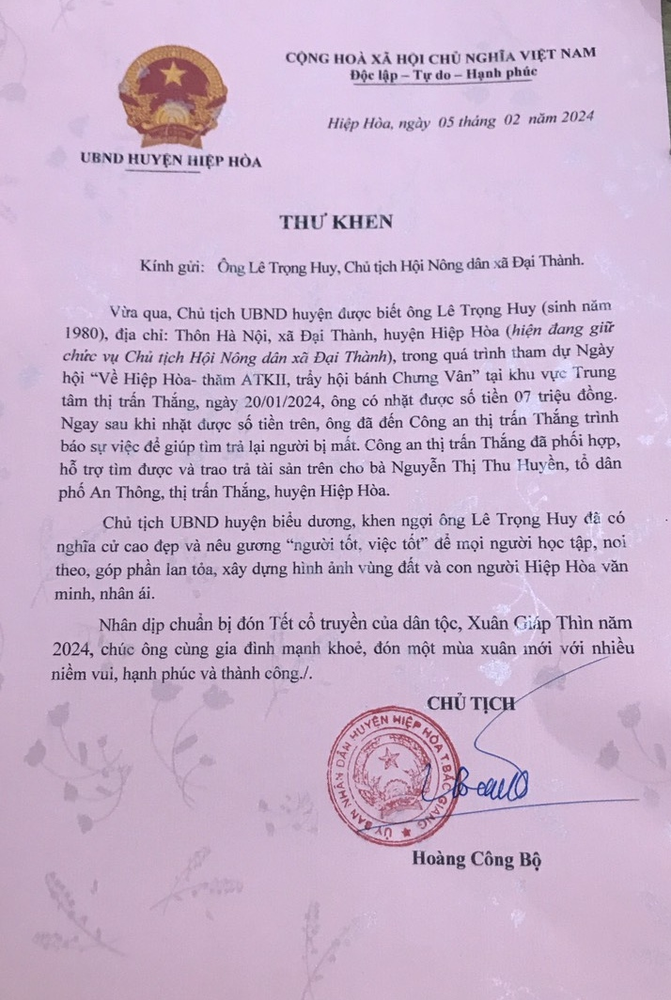 CỘNG HOÀ XÃ HỘI CHỦ NGHĨA VIỆT NAM
Độc lập – Tự do – Hạnh phúc
Hiệp Hòa, ngày 05 tháng 02 năm 2024
UBND HUYỆN HIỆP HÒA
THƯ KHEN
Kính gửi: Ông Lê Trọng Huy, Chủ tịch Hội Nông dân xã Đại Thành.
Vừa qua, Chủ tịch UBND huyện được biết ông Lê Trọng Huy (sinh năm
1980), địa chỉ: Thôn Hà Nội, xã Đại Thành, huyện Hiệp Hòa (hiện đang giữ
chức vụ Chủ tịch Hội Nông dân xã Đại Thành), trong quá trình tham dự Ngày
hội “Về Hiệp Hòa- thăm ATKII, trẩy hội bánh Chưng Vân” tại khu vực Trung
tâm thị trấn Thắng, ngày 20/01/2024, ông có nhặt được số tiền 07 triệu đồng.
Ngay sau khi nhặt được số tiền trên, ông đã đến Công an thị trấn Thắng trình
báo sự việc để giúp tìm trả lại người bị mất. Công an thị trấn Thắng đã phối hợp,
hỗ trợ tìm được và trao trả tài sản trên cho bà Nguyễn Thị Thu Huyền, tổ dân
phố An Thông, thị trấn Thắng, huyện Hiệp Hòa.
Chủ tịch UBND huyện biểu dương, khen ngợi ông Lê Trọng Huy đã có
nghĩa cử cao đẹp và nêu gương “người tốt, việc tốt” để mọi người học tập, noi
theo, góp phần lan tỏa, xây dựng hình ảnh vùng đất và con người Hiệp Hòa văn
minh, nhân ái.
Nhân dịp chuẩn bị đón Tết cổ truyền của dân tộc, Xuân Giáp Thìn năm
2024, chúc ông cùng gia đình mạnh khoẻ, đón một mùa xuân mới với nhiều
niềm vui, hạnh phúc và thành công./.
CHỦ TỊCH
ỦY BAN NHÂN DÂN HUYỆN HIỆP HÒA T.BẮC GIANG
Hoàng Công Bộ